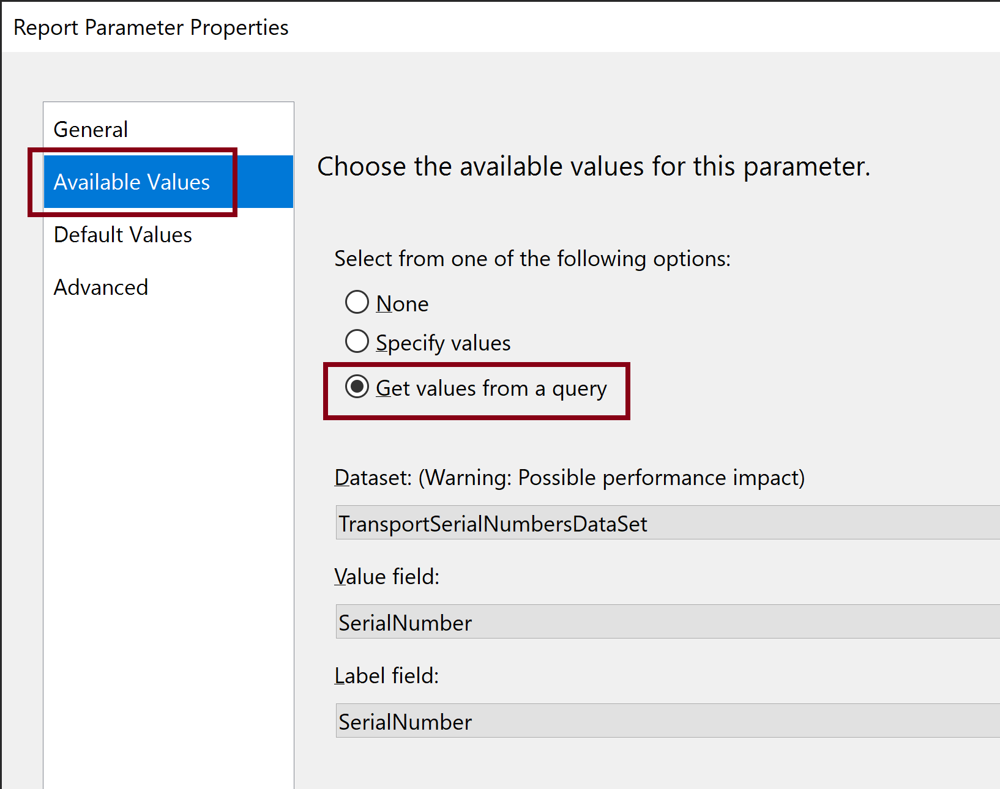 Report Parameter Properties
General
Available Values
Default Values
Advanced
Choose the available values for this parameter.
Select from one of the following options:
None
Specify values
Get values from a query
Dataset: (Warning: Possible performance impact)
TransportSerialNumbersDataSet
Value field:
SerialNumber
Label field:
SerialNumber